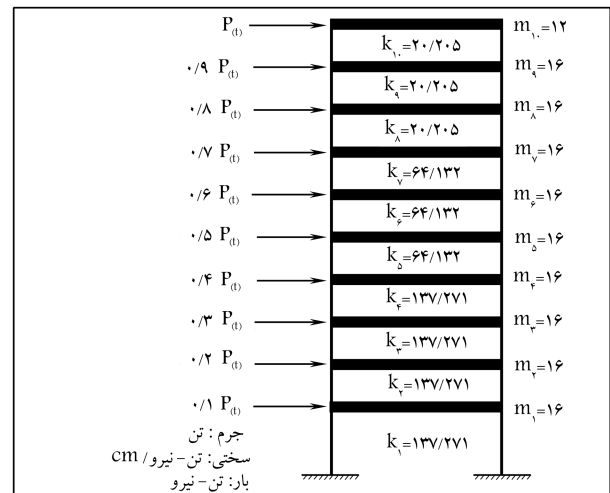 P(t) m۱۰=۱۲
k۱۰=۲۰/۲۰۵
۰/۹ P(t) m۹=۱۶
k۹=۲۰/۲۰۵
۰/۸ P(t) m۸=۱۶
k۸=۲۰/۲۰۵
۰/۷ P(t) m۷=۱۶
k۷=۶۴/۱۳۲
۰/۶ P(t) m۶=۱۶
k۶=۶۴/۱۳۲
۰/۵ P(t) m۵=۱۶
k۵=۶۴/۱۳۲
۰/۴ P(t) m۴=۱۶
k۴=۱۳۷/۲۷۱
۰/۳ P(t) m۳=۱۶
k۳=۱۳۷/۲۷۱
۰/۲ P(t) m۲=۱۶
k۲=۱۳۷/۲۷۱
۰/۱ P(t) m۱=۱۶
k۱=۱۳۷/۲۷۱
جرم : تن
سختی: تن-نیرو/ cm
بار: تن-نیرو